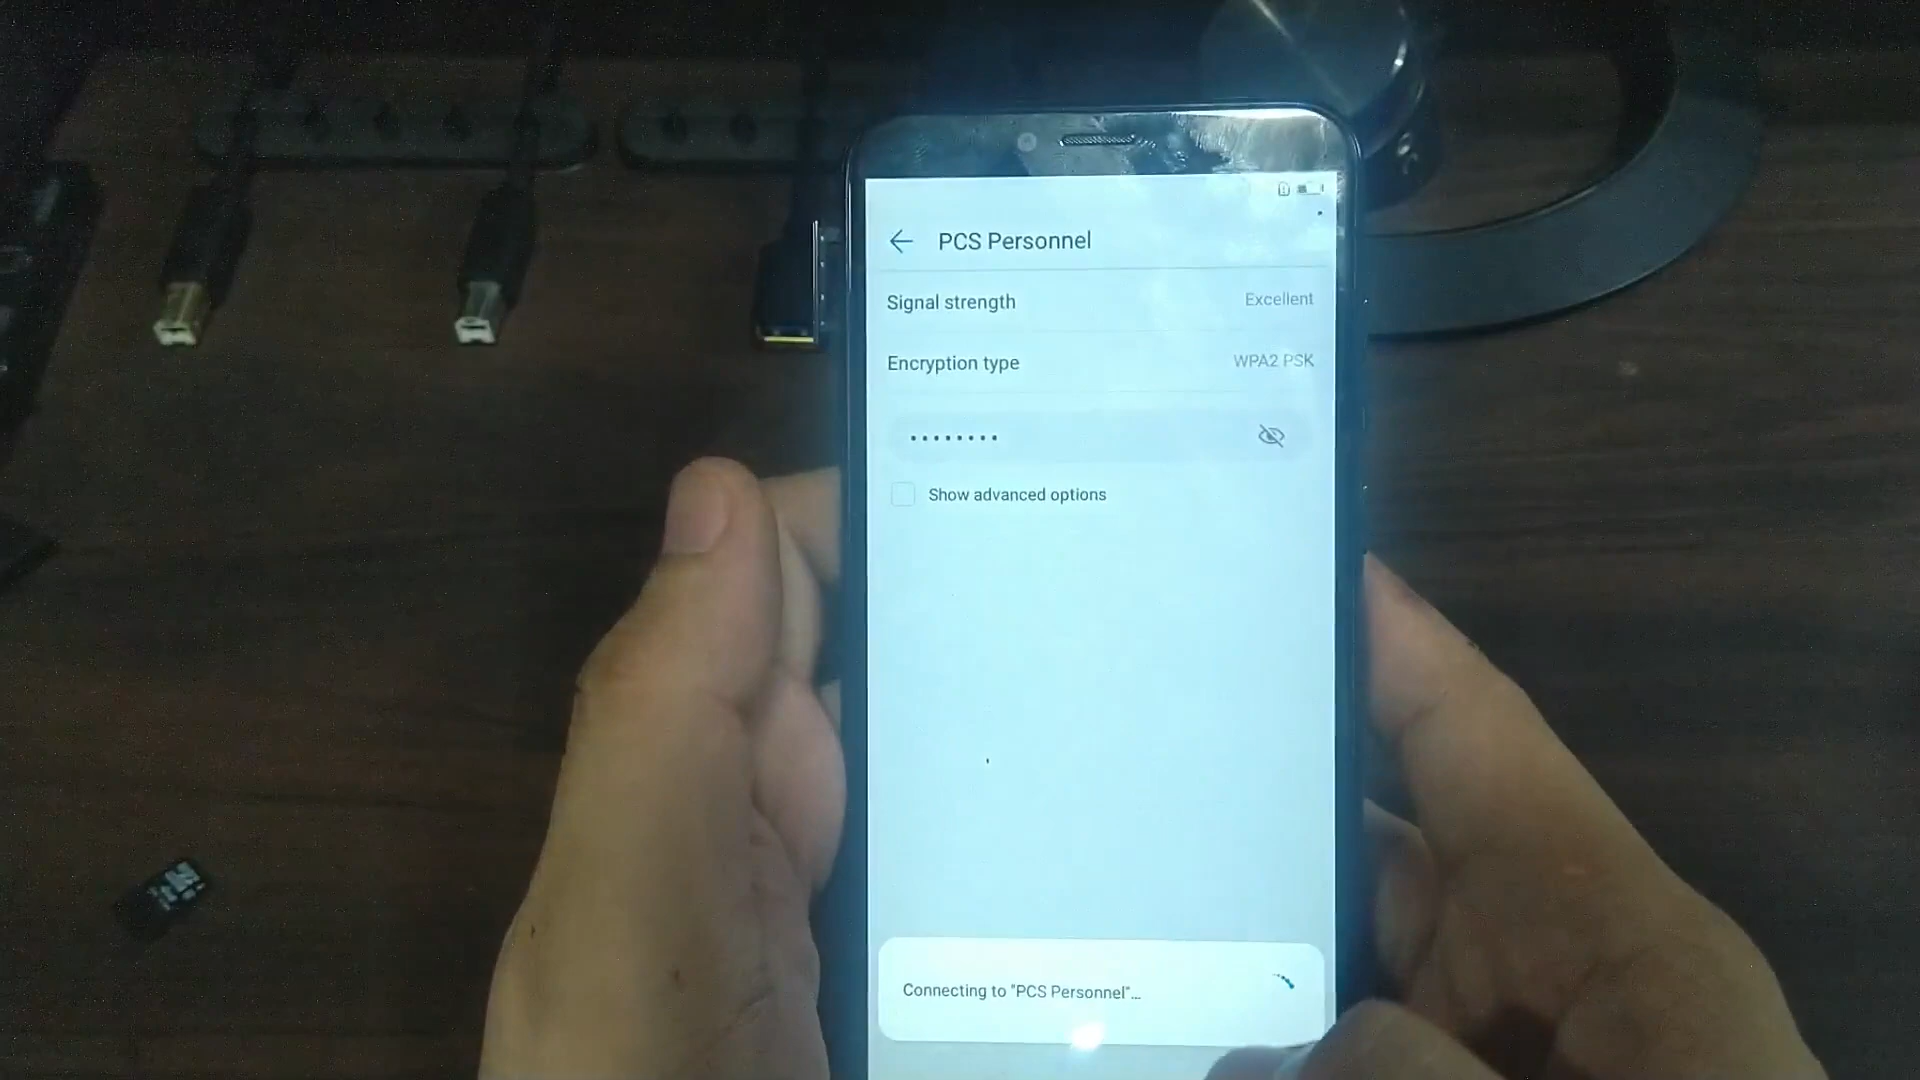 PCS Personnel
Signal strength
Excellent
Encryption type
WPA2 PSK
••••••••
Show advanced options
Connecting to "PCS Personnel"...